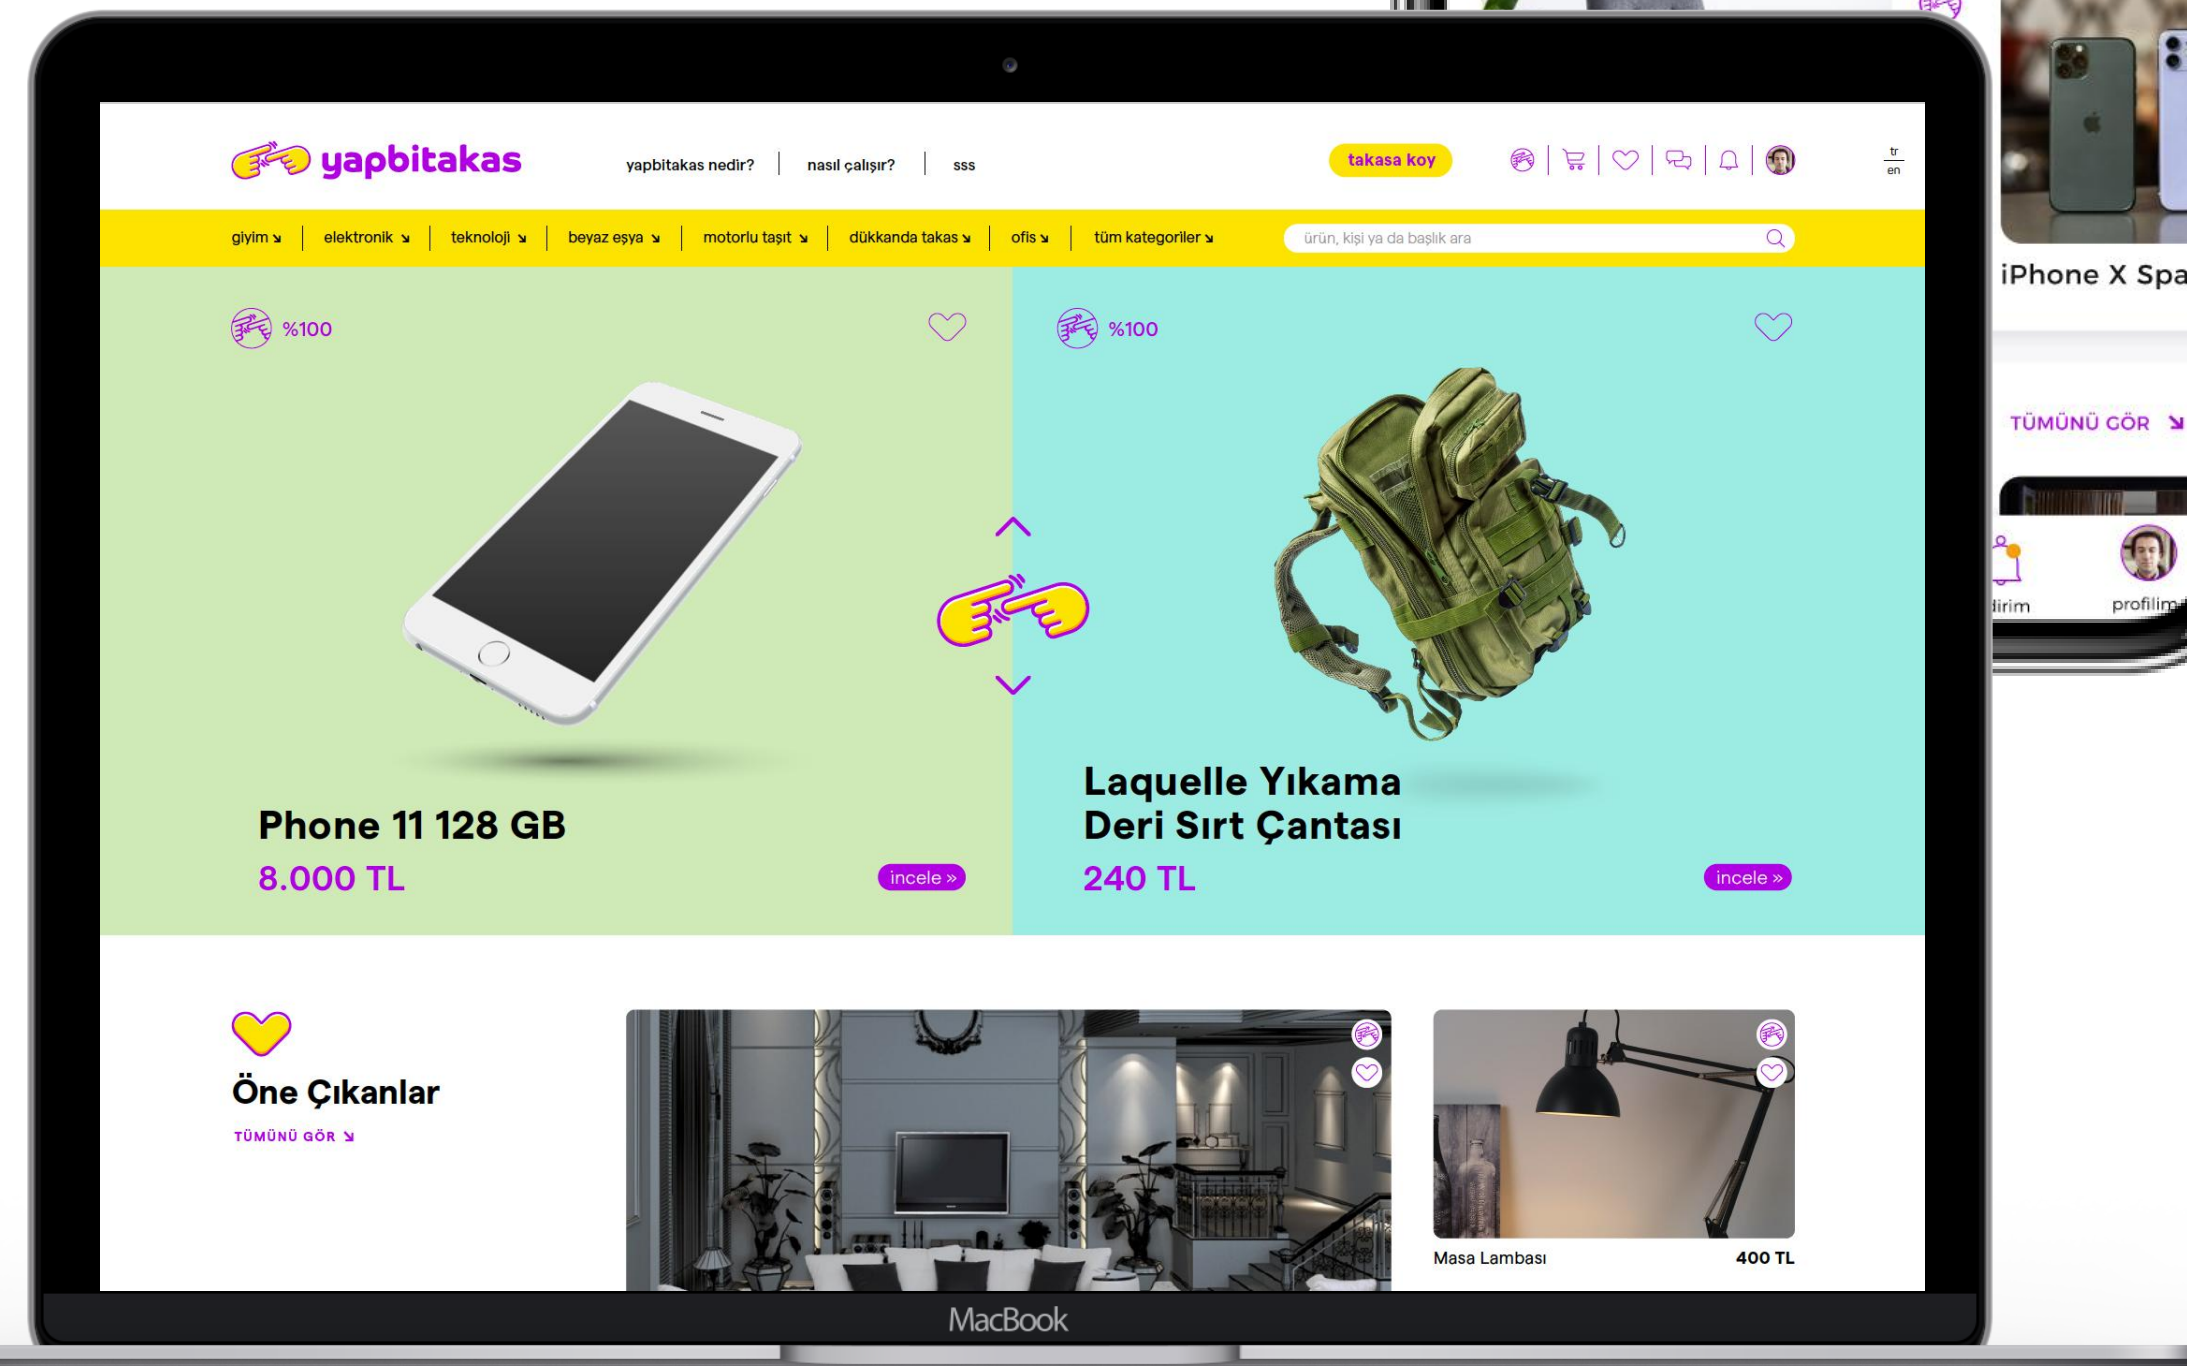 yapbitakas
yapbitakas nedir?
nasıl çalışır?
sss
takasa koy
tr
en
giyim
elektronik
teknoloji
beyaz eşya
motorlu taşıt
dükkanda takas
ofis
tüm kategoriler
ürün, kişi ya da başlık ara
%100
%100
Phone 11 128 GB
8.000 TL
incele »
Laquelle Yıkama
Deri Sırt Çantası
240 TL
incele »
Öne Çıkanlar
TÜMÜNÜ GÖR
Masa Lambası
400 TL
MacBook
iPhone X Spa
TÜMÜNÜ GÖR
dirim
profilim